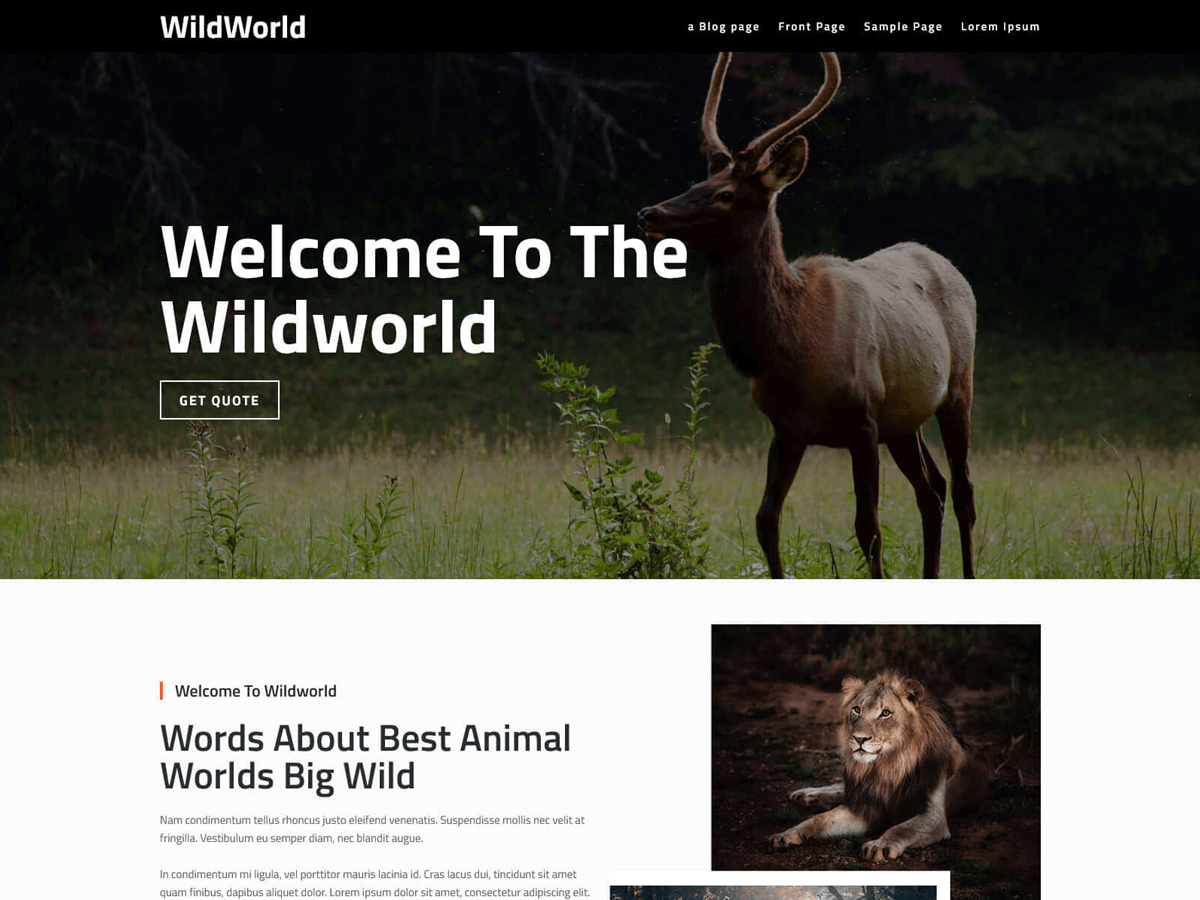 WildWorld
a Blog page Front Page Sample Page Lorem Ipsum
Welcome To The
Wildworld
GET QUOTE
Welcome To Wildworld
Words About Best Animal
Worlds Big Wild
Nam condimentum tellus rhoncus justo eleifend venenatis. Suspendisse mollis nec velit at
fringilla. Vestibulum eu semper diam, nec blandit augue.
In condimentum mi ligula, vel porttitor mauris lacinia id. Cras lacus dui, tincidunt sit amet
quam finibus, dapibus aliquet dolor. Lorem ipsum dolor sit amet, consectetur adipiscing elit.